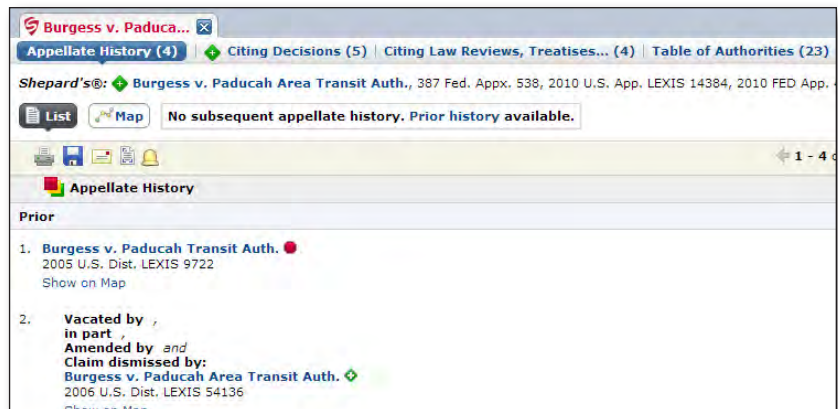 Burgess v. Paduca...
Appellate History (4) | Citing Decisions (5) | Citing Law Reviews, Treatises... (4) | Table of Authorities (23)
Shepard's®: Burgess v. Paducah Area Transit Auth., 387 Fed. Appx. 538, 2010 U.S. App. LEXIS 14384, 2010 FED App.
List Map No subsequent appellate history. Prior history available.
1 - 4
Appellate History
Prior
1. Burgess v. Paducah Transit Auth.
2005 U.S. Dist. LEXIS 9722
Show on Map
2. Vacated by ,
in part ,
Amended by and
Claim dismissed by:
Burgess v. Paducah Area Transit Auth.
2006 U.S. Dist. LEXIS 54136
Show on Map